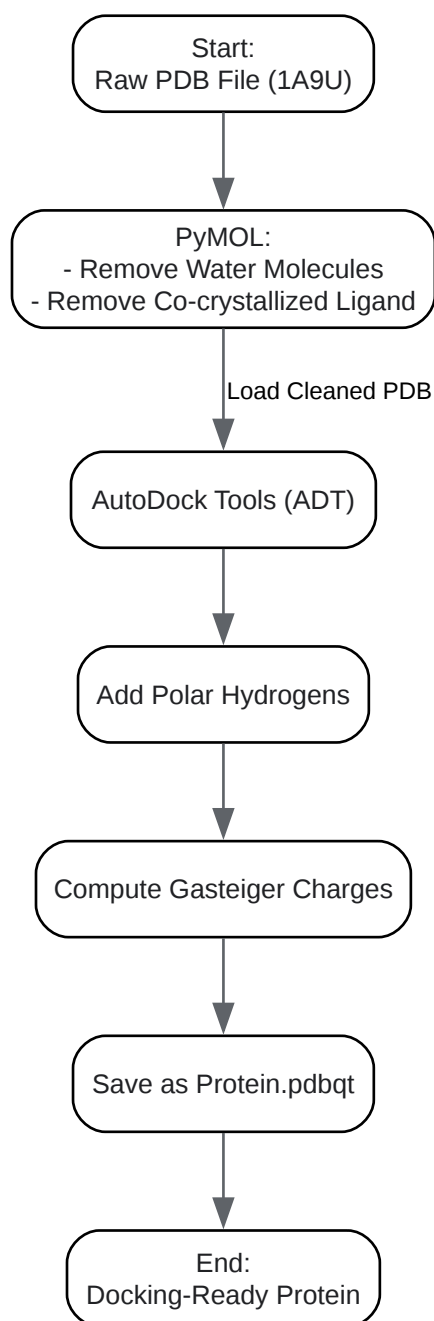 Start:
Raw PDB File (1A9U)
PyMOL:
- Remove Water Molecules
- Remove Co-crystallized Ligand
Load Cleaned PDB
AutoDock Tools (ADT)
Add Polar Hydrogens
Compute Gasteiger Charges
Save as Protein.pdbqt
End:
Docking-Ready Protein